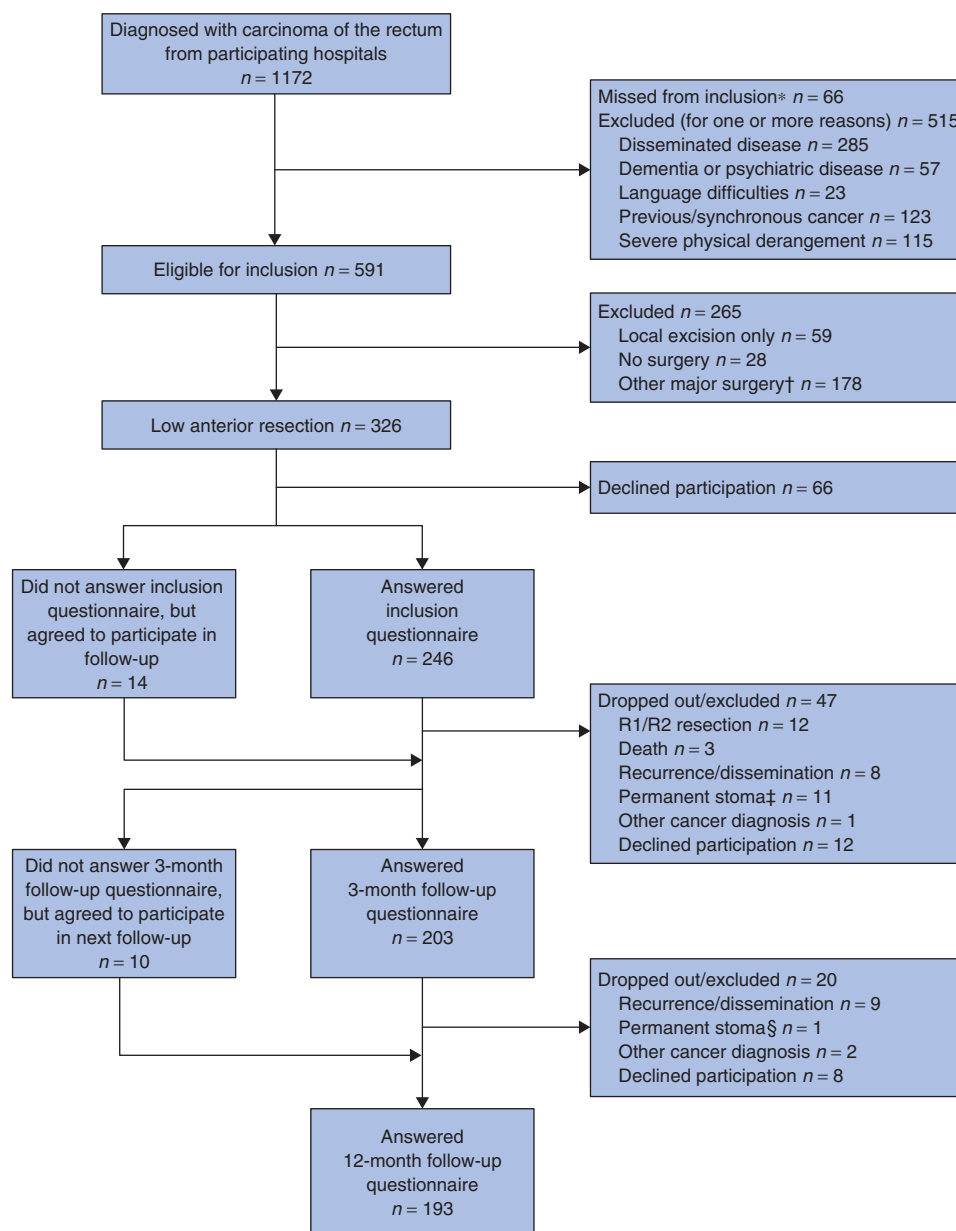 Diagnosed with carcinoma of the rectum
from participating hospitals
n = 1172
Missed from inclusion* n = 66
Excluded (for one or more reasons) n = 515
Disseminated disease n = 285
Dementia or psychiatric disease n = 57
Language difficulties n = 23
Previous/synchronous cancer n = 123
Severe physical derangement n = 115
Eligible for inclusion n = 591
Excluded n = 265
Local excision only n = 59
No surgery n = 28
Other major surgery† n = 178
Low anterior resection n = 326
Declined participation n = 66
Did not answer inclusion
questionnaire, but
agreed to participate in
follow-up
n = 14
Answered
inclusion
questionnaire
n = 246
Dropped out/excluded n = 47
R1/R2 resection n = 12
Death n = 3
Recurrence/dissemination n = 8
Permanent stoma‡ n = 11
Other cancer diagnosis n = 1
Declined participation n = 12
Did not answer 3-month
follow-up questionnaire,
but agreed to participate
in next follow-up
n = 10
Answered
3-month follow-up
questionnaire
n = 203
Dropped out/excluded n = 20
Recurrence/dissemination n = 9
Permanent stoma§ n = 1
Other cancer diagnosis n = 2
Declined participation n = 8
Answered
12-month follow-up
questionnaire
n = 193